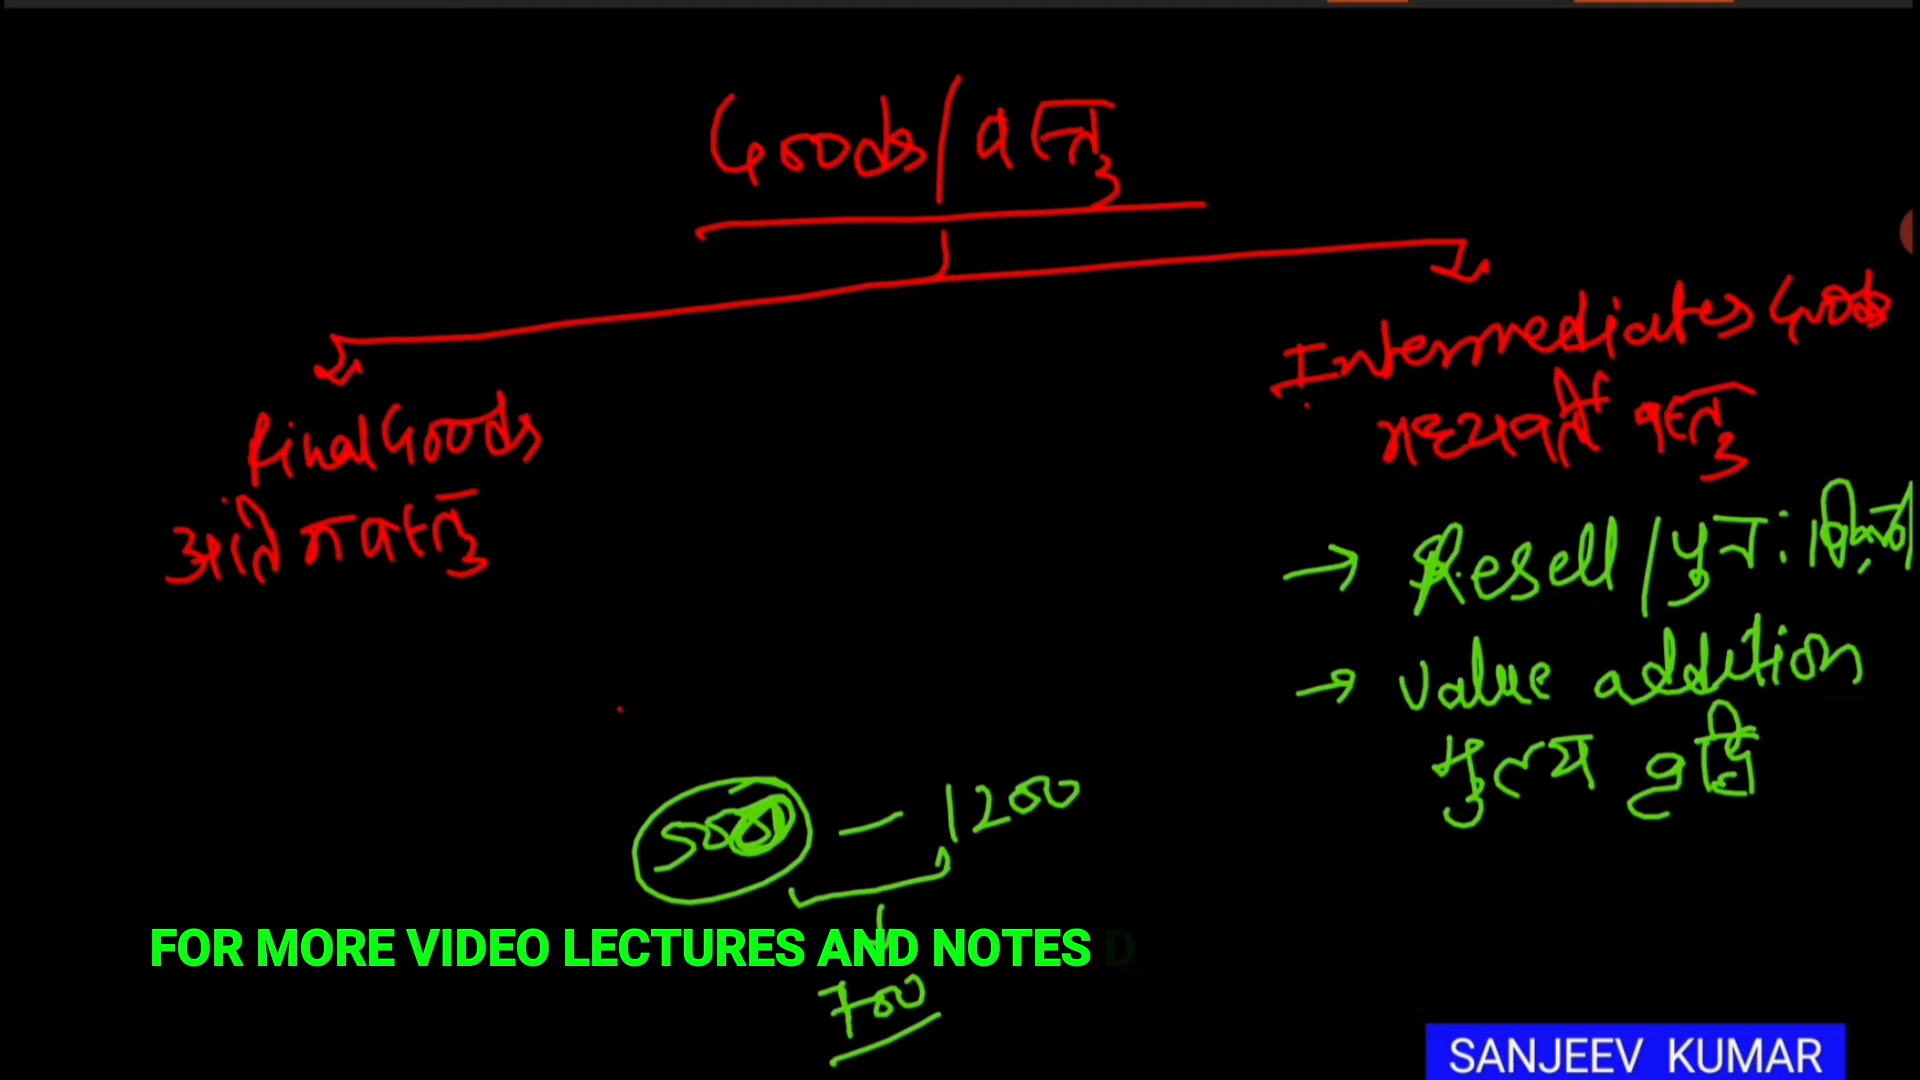 Goods/वस्तु
Final Goods
अंतिम वस्तु
Intermediates Goods
मध्यवर्ती वस्तु
→ Resell/पुनः
→ value addition
मुल्य वृद्धि
500 — 1200
700
FOR MORE VIDEO LECTURES AND NOTES D
SANJEEV KUMAR